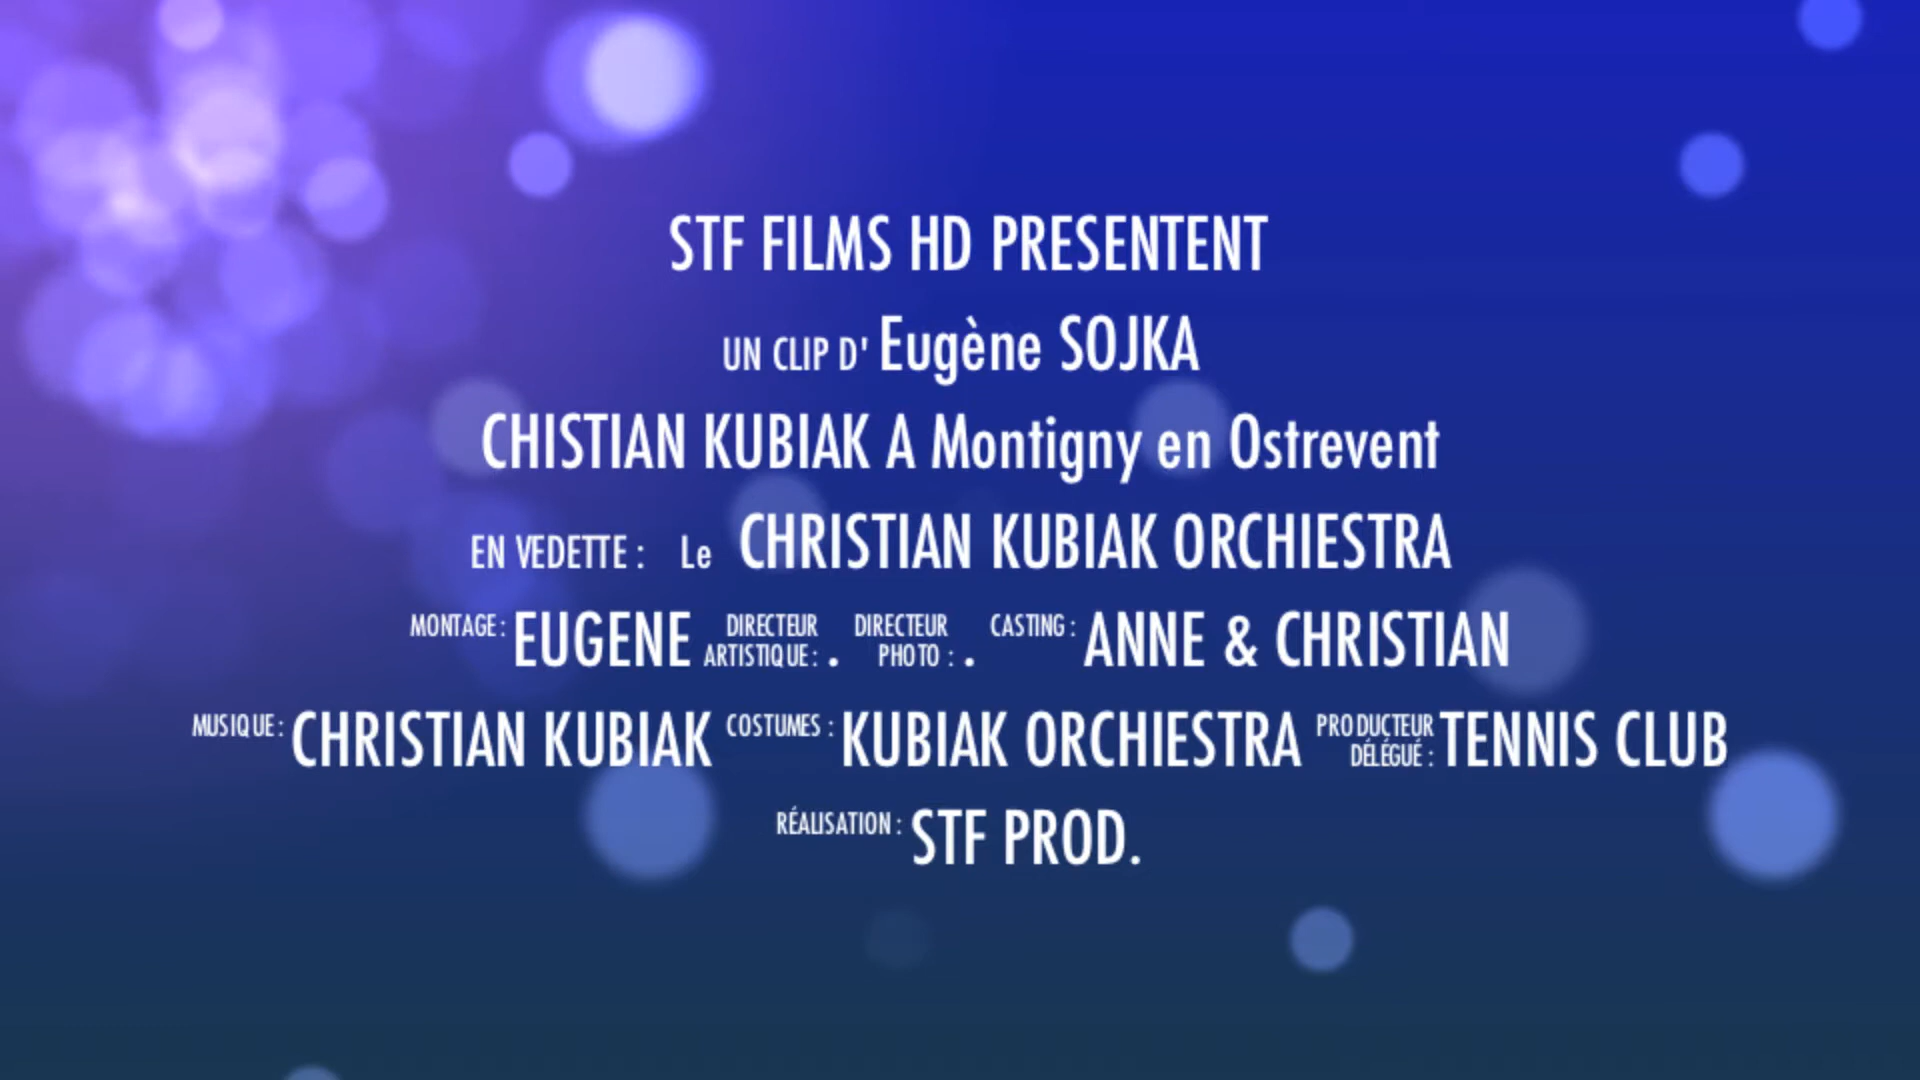 STF FILMS HD PRESENTENT
UN CLIP D' Eugène SOJKA
CHISTIAN KUBIAK A Montigny en Ostrevent
EN VEDETTE : Le CHRISTIAN KUBIAK ORCHIESTRA
MONTAGE : EUGENE DIRECTEUR ARTISTIQUE : . DIRECTEUR PHOTO : . CASTING : ANNE & CHRISTIAN
MUSIQUE : CHRISTIAN KUBIAK COSTUMES : KUBIAK ORCHIESTRA PRODUCTEUR DÉLÉGUÉ : TENNIS CLUB
RÉALISATION : STF PROD.